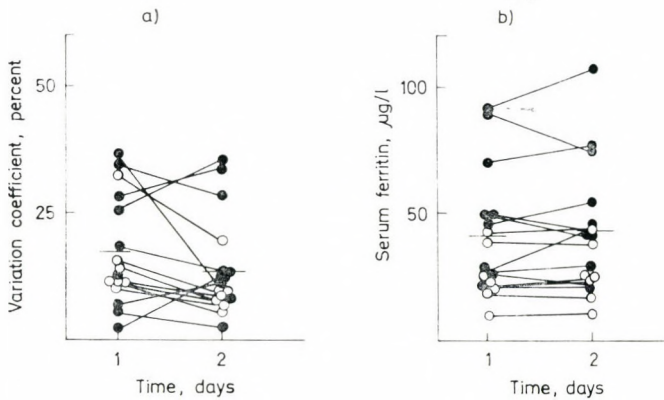 a)
Variation coefficient, percent
50
25
1 2
Time, days
b)
Serum ferritin, µg/l
100
50
1 2
Time, days